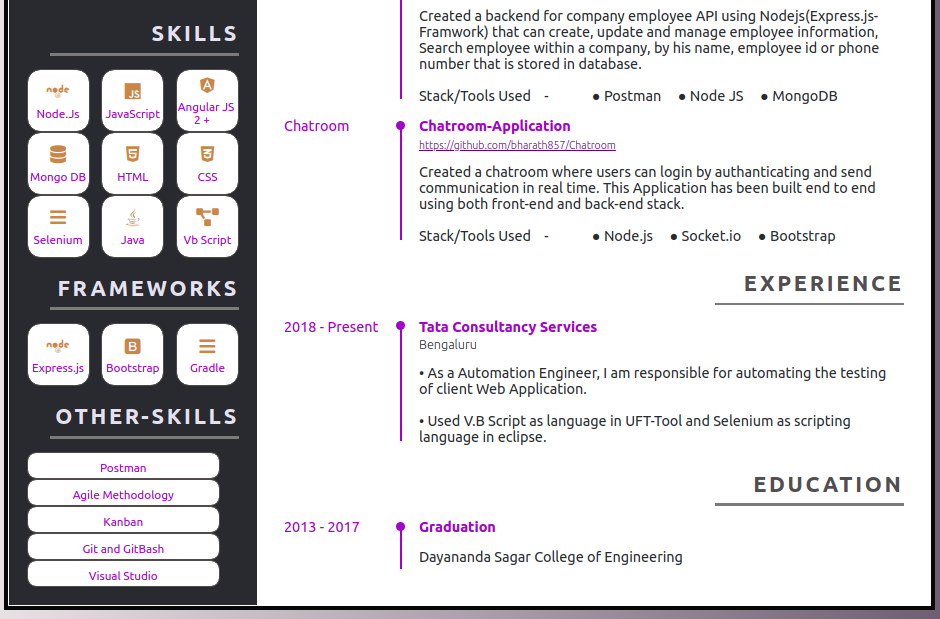 SKILLS
Node.Js
JavaScript
Angular JS
2 +
Mongo DB
HTML
CSS
Selenium
Java
Vb Script
FRAMEWORKS
Express.js
Bootstrap
Gradle
OTHER-SKILLS
Postman
Agile Methodology
Kanban
Git and GitBash
Visual Studio
Created a backend for company employee API using Nodejs(Express.js-
Framwork) that can create, update and manage employee information,
Search employee within a company, by his name, employee id or phone
number that is stored in database.
Stack/Tools Used - ● Postman ● Node JS ● MongoDB
Chatroom
Chatroom-Application
https://github.com/bharath857/Chatroom
Created a chatroom where users can login by authanticating and send
communication in real time. This Application has been built end to end
using both front-end and back-end stack.
Stack/Tools Used - ● Node.js ● Socket.io ● Bootstrap
EXPERIENCE
2018 - Present
Tata Consultancy Services
Bengaluru
• As a Automation Engineer, I am responsible for automating the testing
of client Web Application.
• Used V.B Script as language in UFT-Tool and Selenium as scripting
language in eclipse.
EDUCATION
2013 - 2017
Graduation
Dayananda Sagar College of Engineering